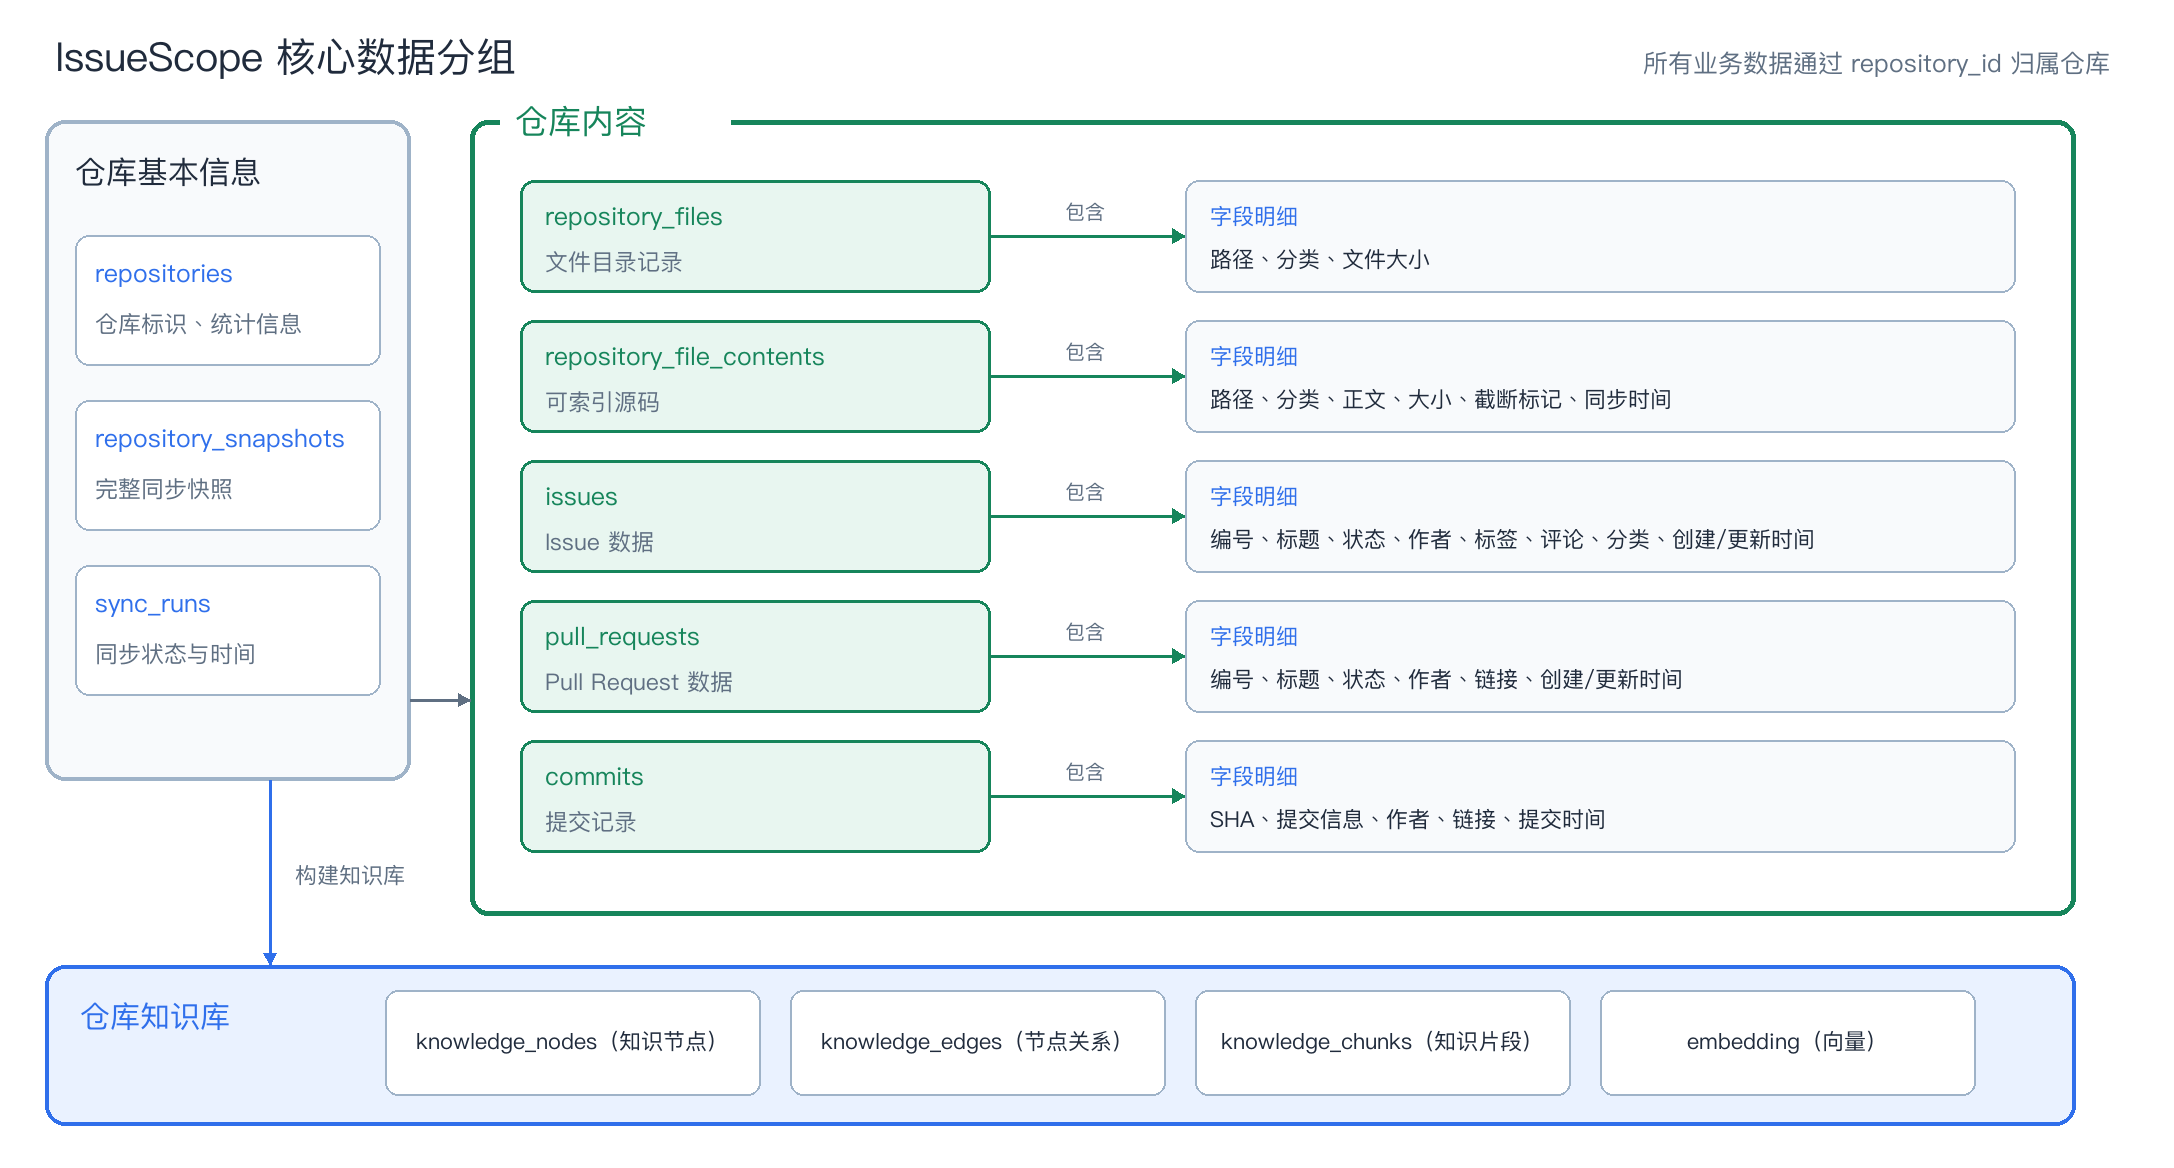 IssueScope 核心数据分组
所有业务数据通过 repository_id 归属仓库
仓库基本信息
repositories
仓库标识、统计信息
repository_snapshots
完整同步快照
sync_runs
同步状态与时间
仓库内容
repository_files
文件目录记录
包含
字段明细
路径、分类、文件大小
repository_file_contents
可索引源码
包含
字段明细
路径、分类、正文、大小、截断标记、同步时间
issues
Issue 数据
包含
字段明细
编号、标题、状态、作者、标签、评论、分类、创建/更新时间
pull_requests
Pull Request 数据
包含
字段明细
编号、标题、状态、作者、链接、创建/更新时间
commits
提交记录
包含
字段明细
SHA、提交信息、作者、链接、提交时间
构建知识库
仓库知识库
knowledge_nodes（知识节点）
knowledge_edges（节点关系）
knowledge_chunks（知识片段）
embedding（向量）